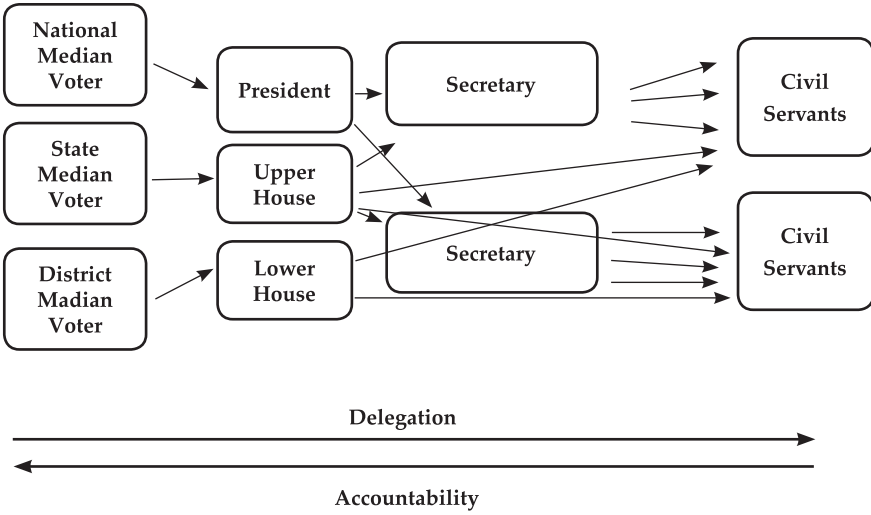 National
Median
Voter
President
Secretary
Civil
Servants
State
Median
Voter
Upper
House
District
Madian
Voter
Lower
House
Secretary
Civil
Servants
Delegation
Accountability